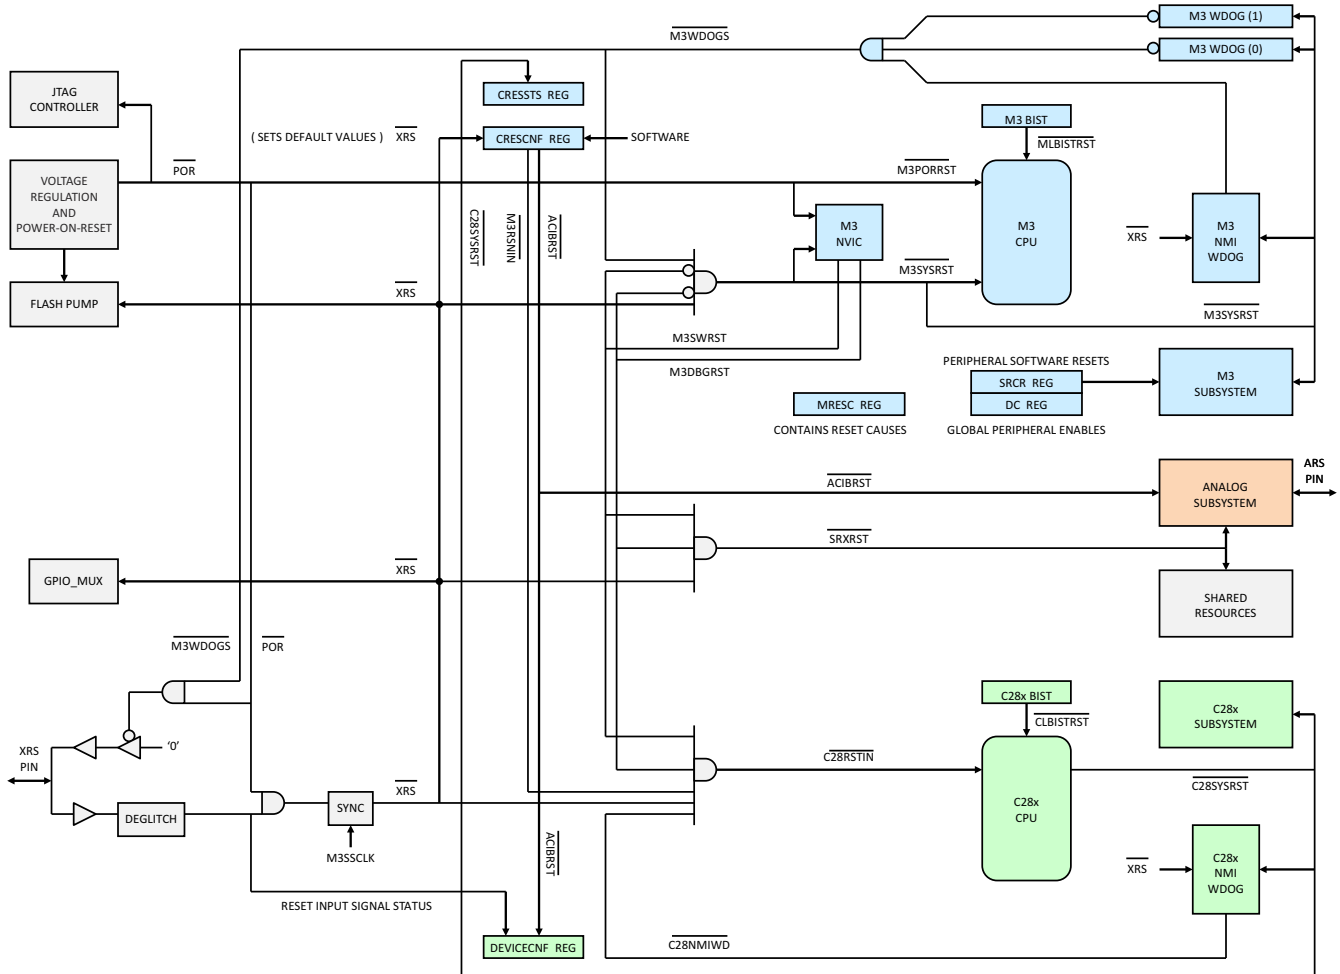 M3WDOGS
M3 WDOG (1)
M3 WDOG (0)
JTAG
CONTROLLER
CRESSTS REG
( SETS DEFAULT VALUES )
XRS
CRESCNF REG
SOFTWARE
M3 BIST
MLBISTRST
POR
M3PORRST
VOLTAGE
REGULATION
AND
POWER-ON-RESET
C28SYSRST
M3RSNIN
ACIBRST
M3
NVIC
M3
CPU
XRS
M3
NMI
WDOG
FLASH PUMP
XRS
M3SYSRST
M3SYSRST
M3SWRST
M3DBGRST
PERIPHERAL SOFTWARE RESETS
SRCR REG
DC REG
GLOBAL PERIPHERAL ENABLES
M3
SUBSYSTEM
MRESC REG
CONTAINS RESET CAUSES
ACIBRST
ANALOG
SUBSYSTEM
ARS
PIN
SRXRST
GPIO_MUX
XRS
SHARED
RESOURCES
M3WDOGS
POR
C28x BIST
CLBISTRST
C28x
SUBSYSTEM
XRS
PIN
'0'
C28RSTIN
C28x
CPU
C28SYSRST
DEGLITCH
SYNC
XRS
M3SSCLK
ACIBRST
XRS
C28x
NMI
WDOG
RESET INPUT SIGNAL STATUS
DEVICECNF REG
C28NMIWD